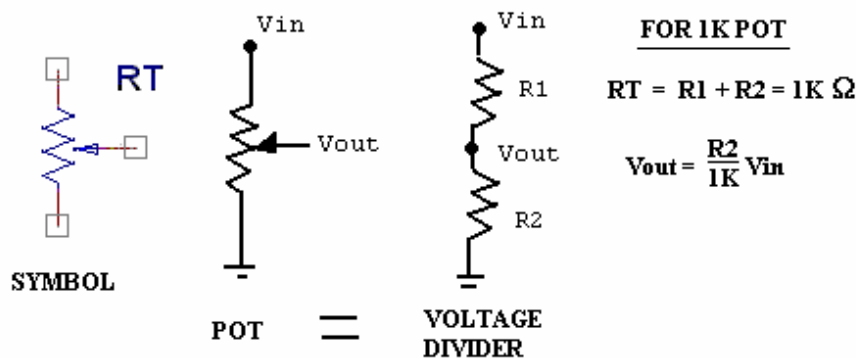 RT
SYMBOL
Vin
Vout
POT
=
Vin
R1
Vout
R2
VOLTAGE
DIVIDER
FOR 1K POT
RT = R1 + R2 = 1K Ω
Vout = R2/1K Vin